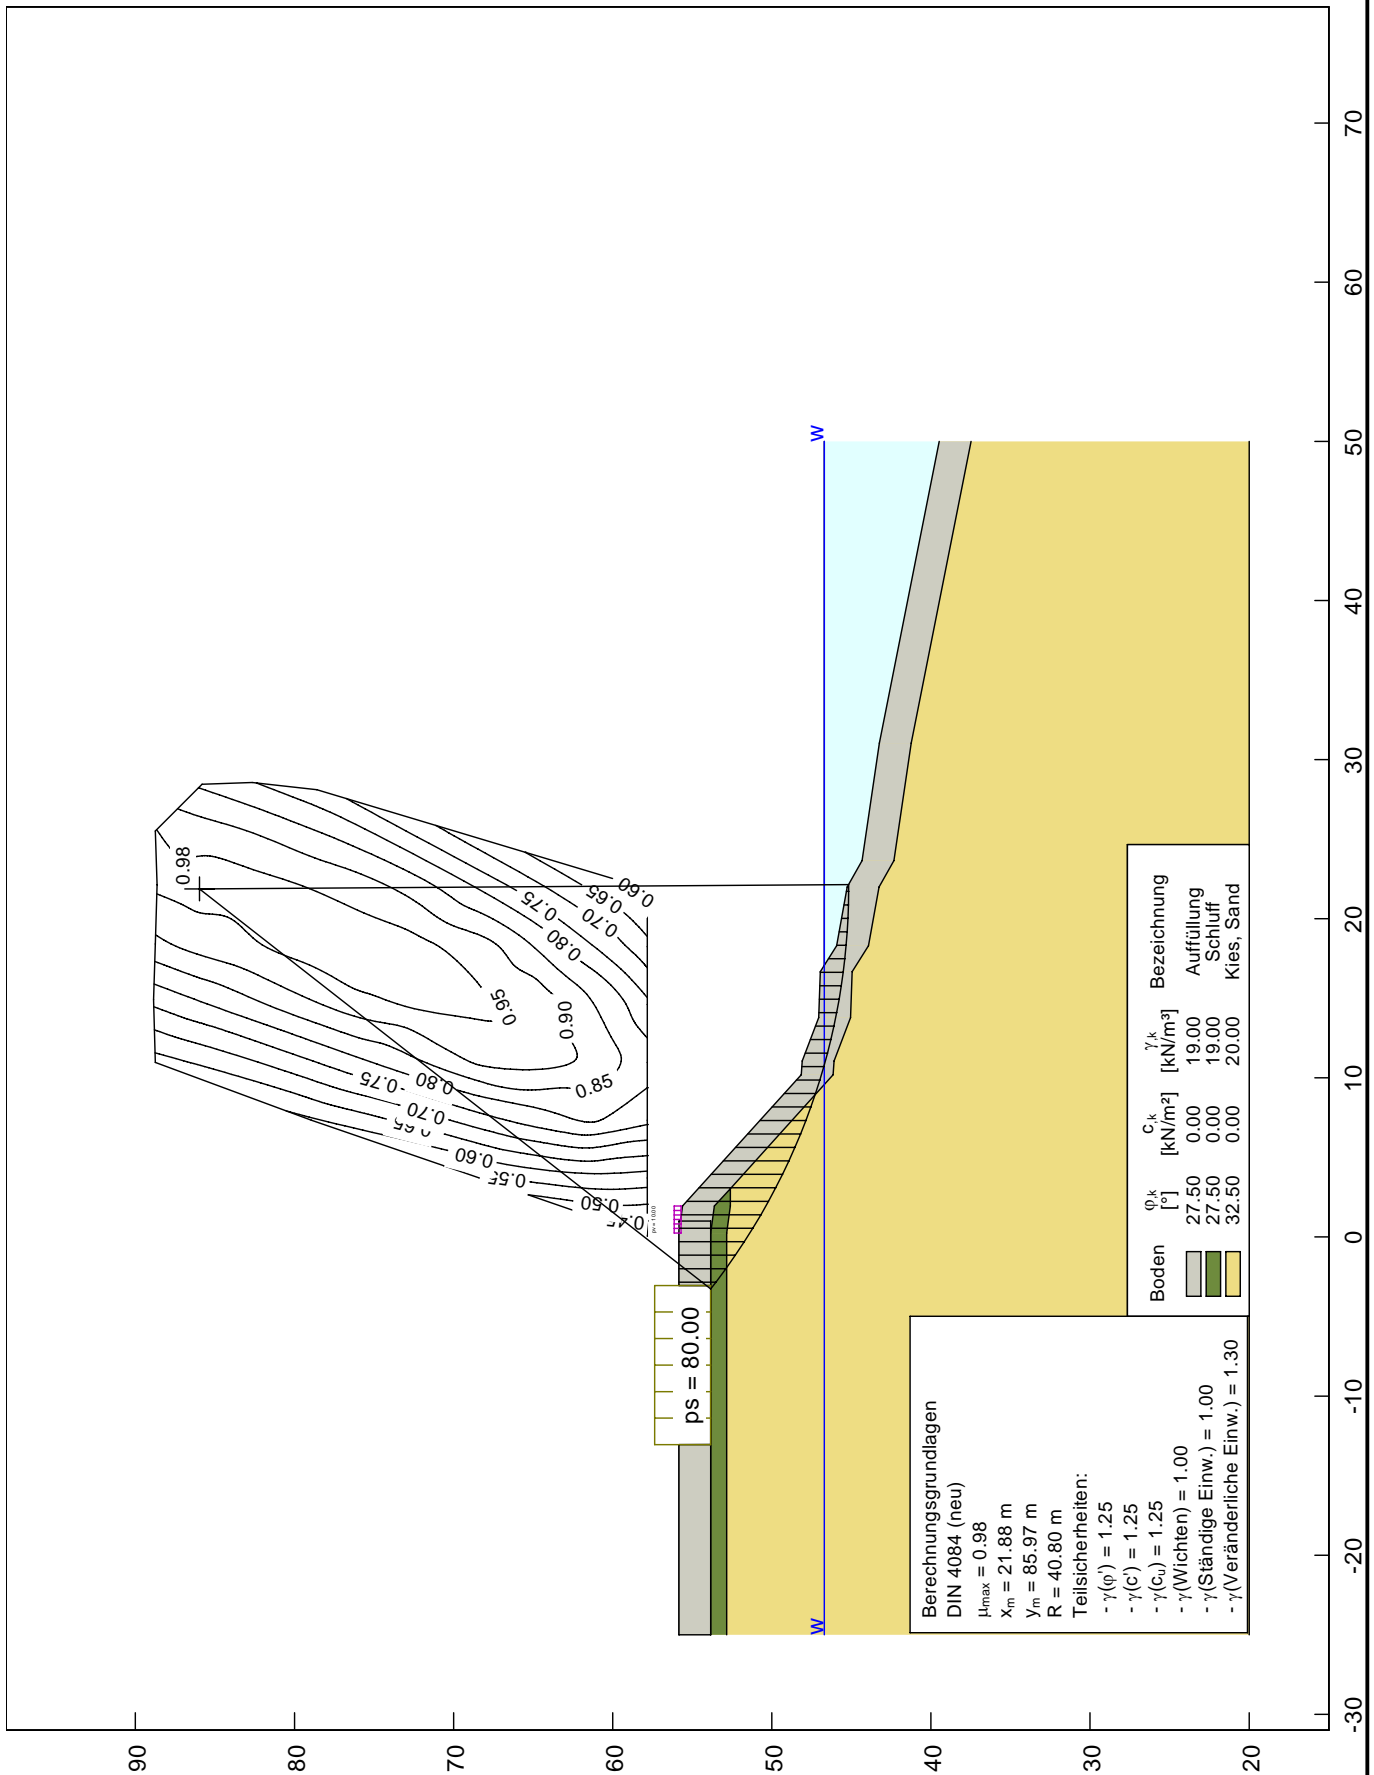 90
80
70
60
50
40
30
20
-30
-20
-10
0
10
20
30
40
50
60
70
0.98
0.95
0.90
0.85
0.80
0.75
0.80
0.70
0.75
0.65
0.70
0.60
0.65
0.60
0.55
0.50
pv = 10.00
ps = 80.00
W
W
Berechnungsgrundlagen
DIN 4084 (neu)
μmax = 0.98
xm = 21.88 m
ym = 85.97 m
R = 40.80 m
Teilsicherheiten:
- γ(φ') = 1.25
- γ(c') = 1.25
- γ(cu) = 1.25
- γ(Wichten) = 1.00
- γ(Ständige Einw.) = 1.00
- γ(Veränderliche Einw.) = 1.30
Boden φ,k [°] c,k [kN/m²] γ,k [kN/m³] Bezeichnung
27.50 0.00 19.00 Auffüllung
27.50 0.00 19.00 Schluff
32.50 0.00 20.00 Kies, Sand